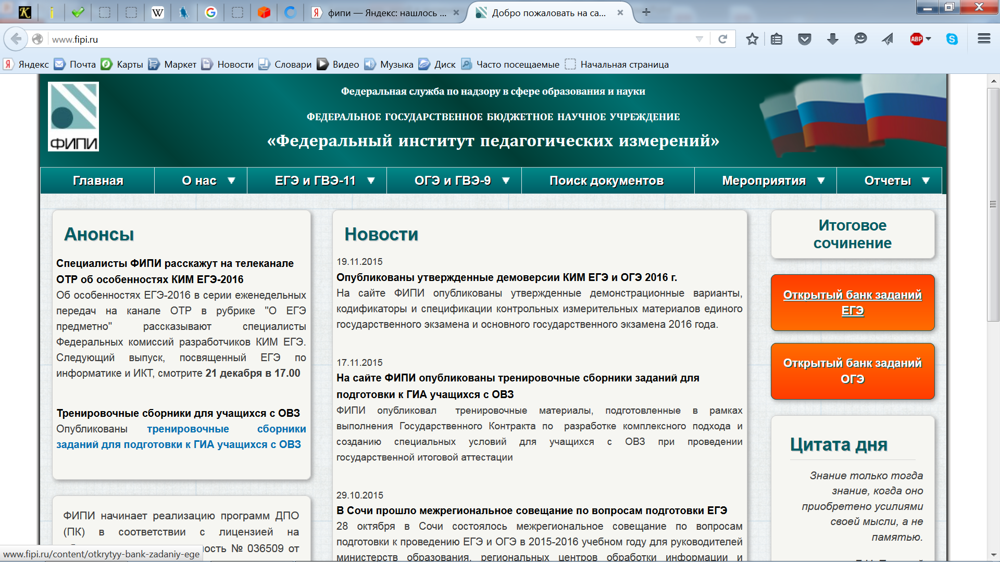 фипи — Яндекс: нашлось ...
Добро пожаловать на са...
www.fipi.ru
Яндекс
Почта
Карты
Маркет
Новости
Словари
Видео
Музыка
Диск
Часто посещаемые
Начальная страница
ФИПИ
Федеральная служба по надзору в сфере образования и науки
ФЕДЕРАЛЬНОЕ ГОСУДАРСТВЕННОЕ БЮДЖЕТНОЕ НАУЧНОЕ УЧРЕЖДЕНИЕ
«Федеральный институт педагогических измерений»
Главная
О нас
ЕГЭ и ГВЭ-11
ОГЭ и ГВЭ-9
Поиск документов
Мероприятия
Отчеты
Анонсы
Специалисты ФИПИ расскажут на телеканале
ОТР об особенностях КИМ ЕГЭ-2016
Об особенностях ЕГЭ-2016 в серии еженедельных
передач на канале ОТР в рубрике "О ЕГЭ
предметно" рассказывают специалисты
Федеральных комиссий разработчиков КИМ ЕГЭ.
Следующий выпуск, посвященный ЕГЭ по
информатике и ИКТ, смотрите 21 декабря в 17.00
Тренировочные сборники для учащихся с ОВЗ
Опубликованы тренировочные сборники
заданий для подготовки к ГИА учащихся с ОВЗ
ФИПИ начинает реализацию программ ДПО
(ПК) в соответствии с лицензией на
ость № 036509 от
Новости
19.11.2015
Опубликованы утвержденные демоверсии КИМ ЕГЭ и ОГЭ 2016 г.
На сайте ФИПИ опубликованы утвержденные демонстрационные варианты,
кодификаторы и спецификации контрольных измерительных материалов единого
государственного экзамена и основного государственного экзамена 2016 года.
17.11.2015
На сайте ФИПИ опубликованы тренировочные сборники заданий для
подготовки к ГИА учащихся с ОВЗ
ФИПИ опубликовал тренировочные материалы, подготовленные в рамках
выполнения Государственного Контракта по разработке комплексного подхода и
созданию специальных условий для учащихся с ОВЗ при проведении
государственной итоговой аттестации
29.10.2015
В Сочи прошло межрегиональное совещание по вопросам подготовки ЕГЭ
28 октября в Сочи состоялось межрегиональное совещание по вопросам
подготовки к проведению ЕГЭ и ОГЭ в 2015-2016 учебном году для руководителей
министерств образования, региональных центров обработки информации и
Итоговое
сочинение
Открытый банк заданий
ЕГЭ
Открытый банк заданий
ОГЭ
Цитата дня
Знание только тогда
знание, когда оно
приобретено усилиями
своей мысли, а не
памятью.
www.fipi.ru/content/otkrytyy-bank-zadaniy-ege
ABP